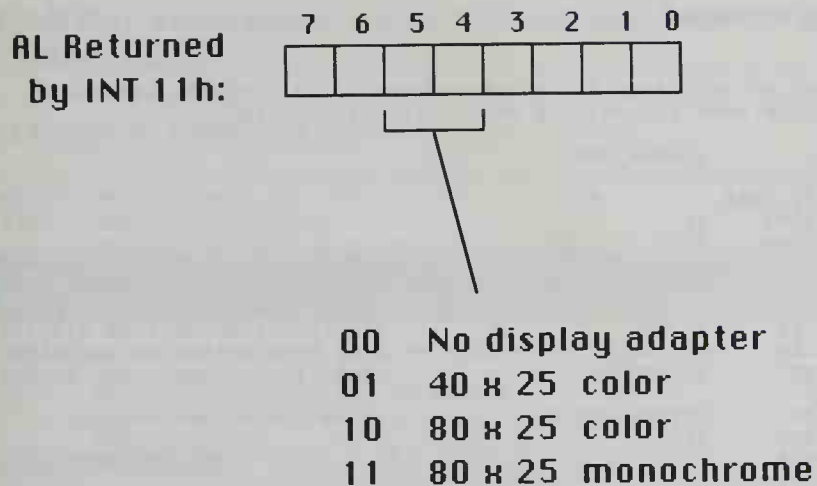 7 6 5 4 3 2 1 0
AL Returned
by INT 11h:
00 No display adapter
01 40 x 25 color
10 80 x 25 color
11 80 x 25 monochrome